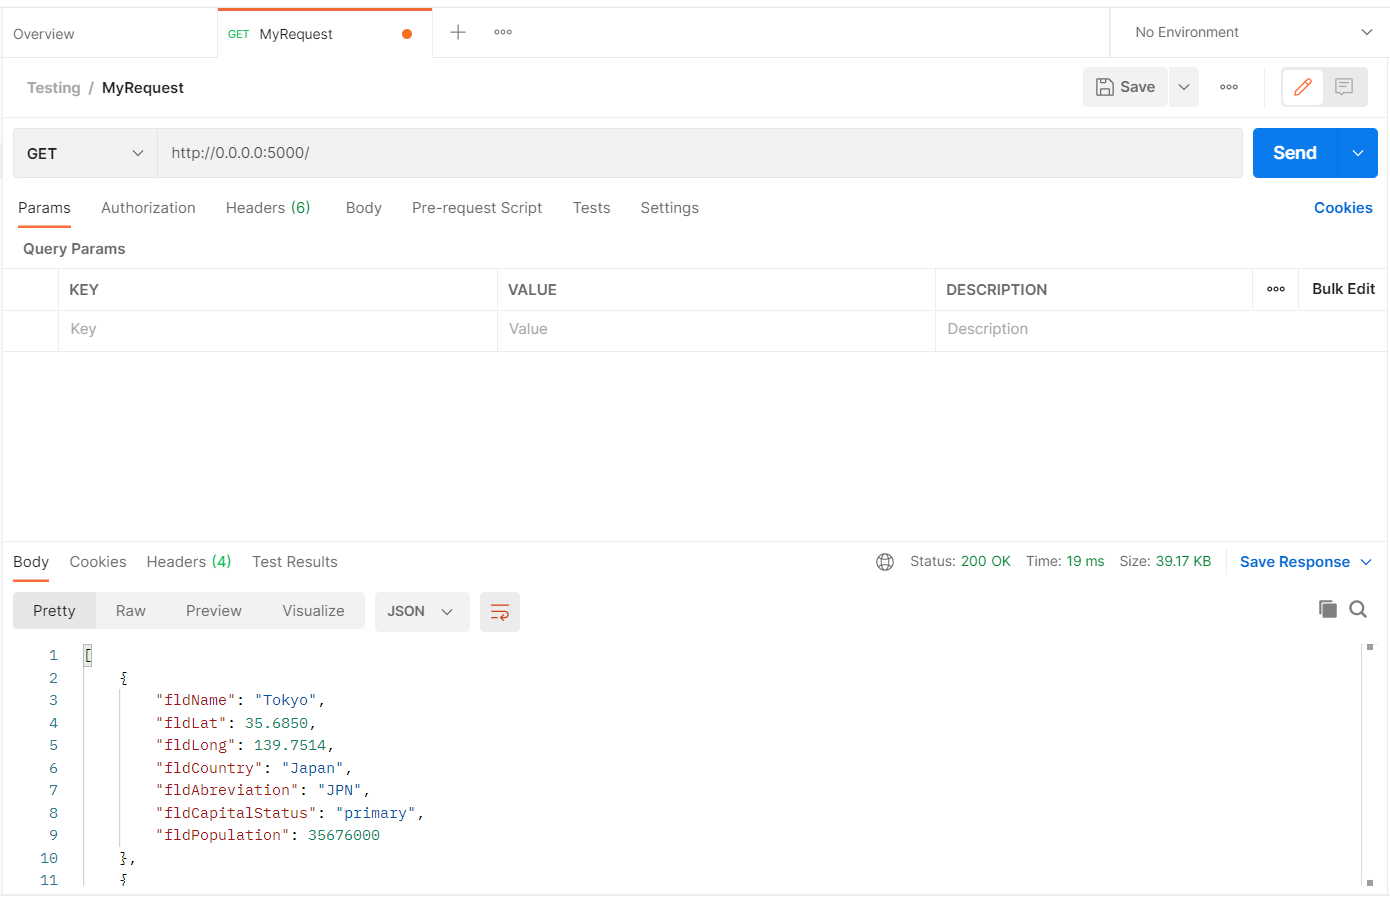 Overview GET MyRequest No Environment
Testing / MyRequest Save
GET http://0.0.0.0:5000/ Send
Params Authorization Headers (6) Body Pre-request Script Tests Settings Cookies
Query Params
KEY VALUE DESCRIPTION Bulk Edit
Key Value Description
Body Cookies Headers (4) Test Results Status: 200 OK Time: 19 ms Size: 39.17 KB Save Response
Pretty Raw Preview Visualize JSON
1 [
2 {
3 "fldName": "Tokyo",
4 "fldLat": 35.6850,
5 "fldLong": 139.7514,
6 "fldCountry": "Japan",
7 "fldAbreviation": "JPN",
8 "fldCapitalStatus": "primary",
9 "fldPopulation": 35676000
10 },
11 {